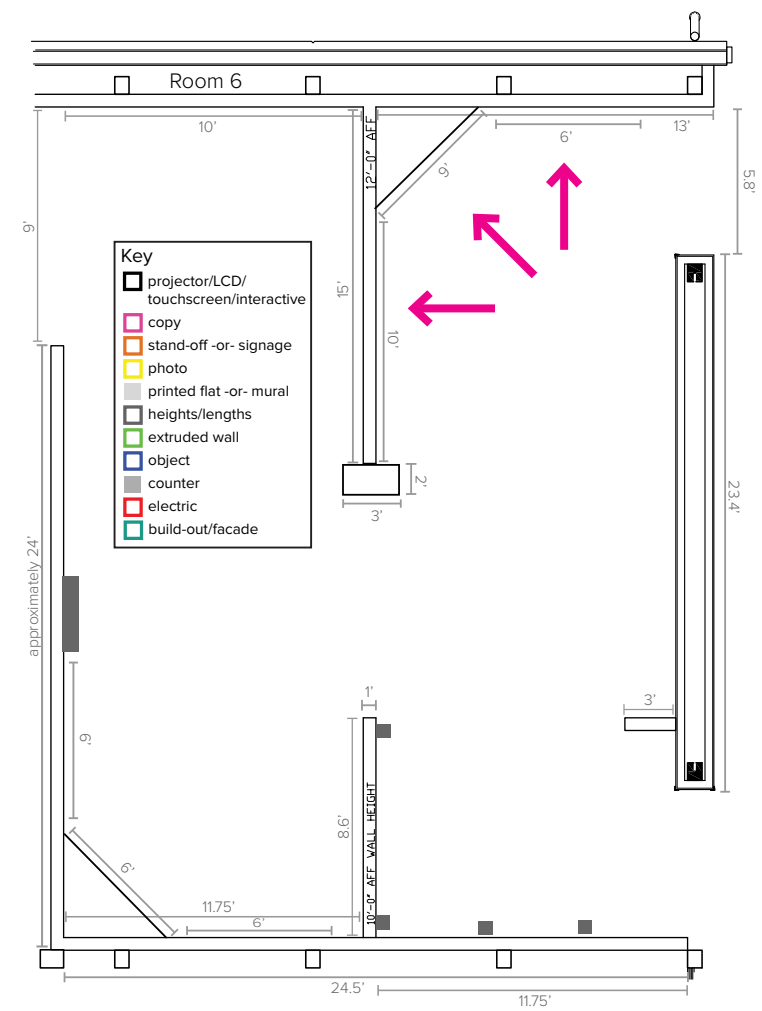 Room 6
10'
12'-0" AFF
6'
13'
6'
5.8'
9'
15'
10'
Key
projector/LCD/
touchscreen/interactive
copy
stand-off -or- signage
photo
printed flat -or- mural
heights/lengths
extruded wall
object
counter
electric
build-out/facade
2'
3'
23.4'
approximately 24'
1'
3'
6'
8.6'
10'-0" AFF WALL HEIGHT
6'
11.75'
6'
24.5'
11.75'